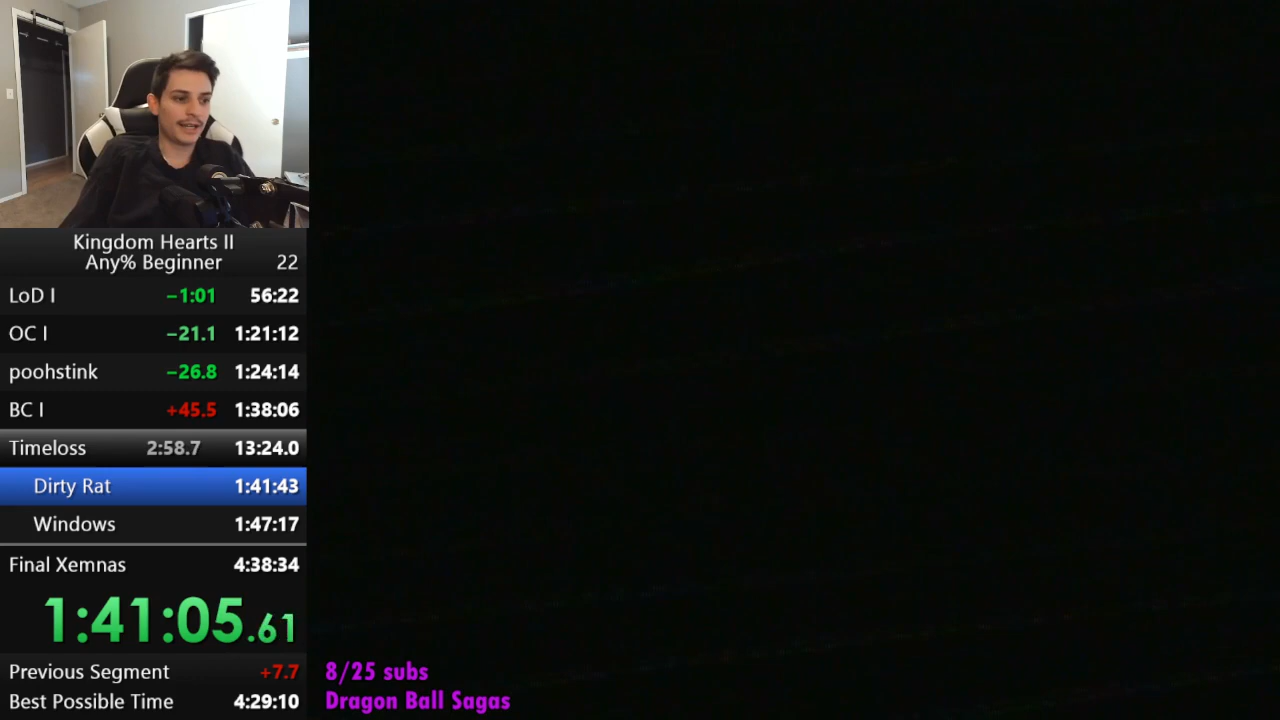 Kingdom Hearts II
Any% Beginner 22
LoD I −1:01 56:22
OC I −21.1 1:21:12
poohstink −26.8 1:24:14
BC I +45.5 1:38:06
Timeloss 2:58.7 13:24.0
Dirty Rat 1:41:43
Windows 1:47:17
Final Xemnas 4:38:34
1:41:05.61
Previous Segment +7.7
Best Possible Time 4:29:10
8/25 subs
Dragon Ball Sagas